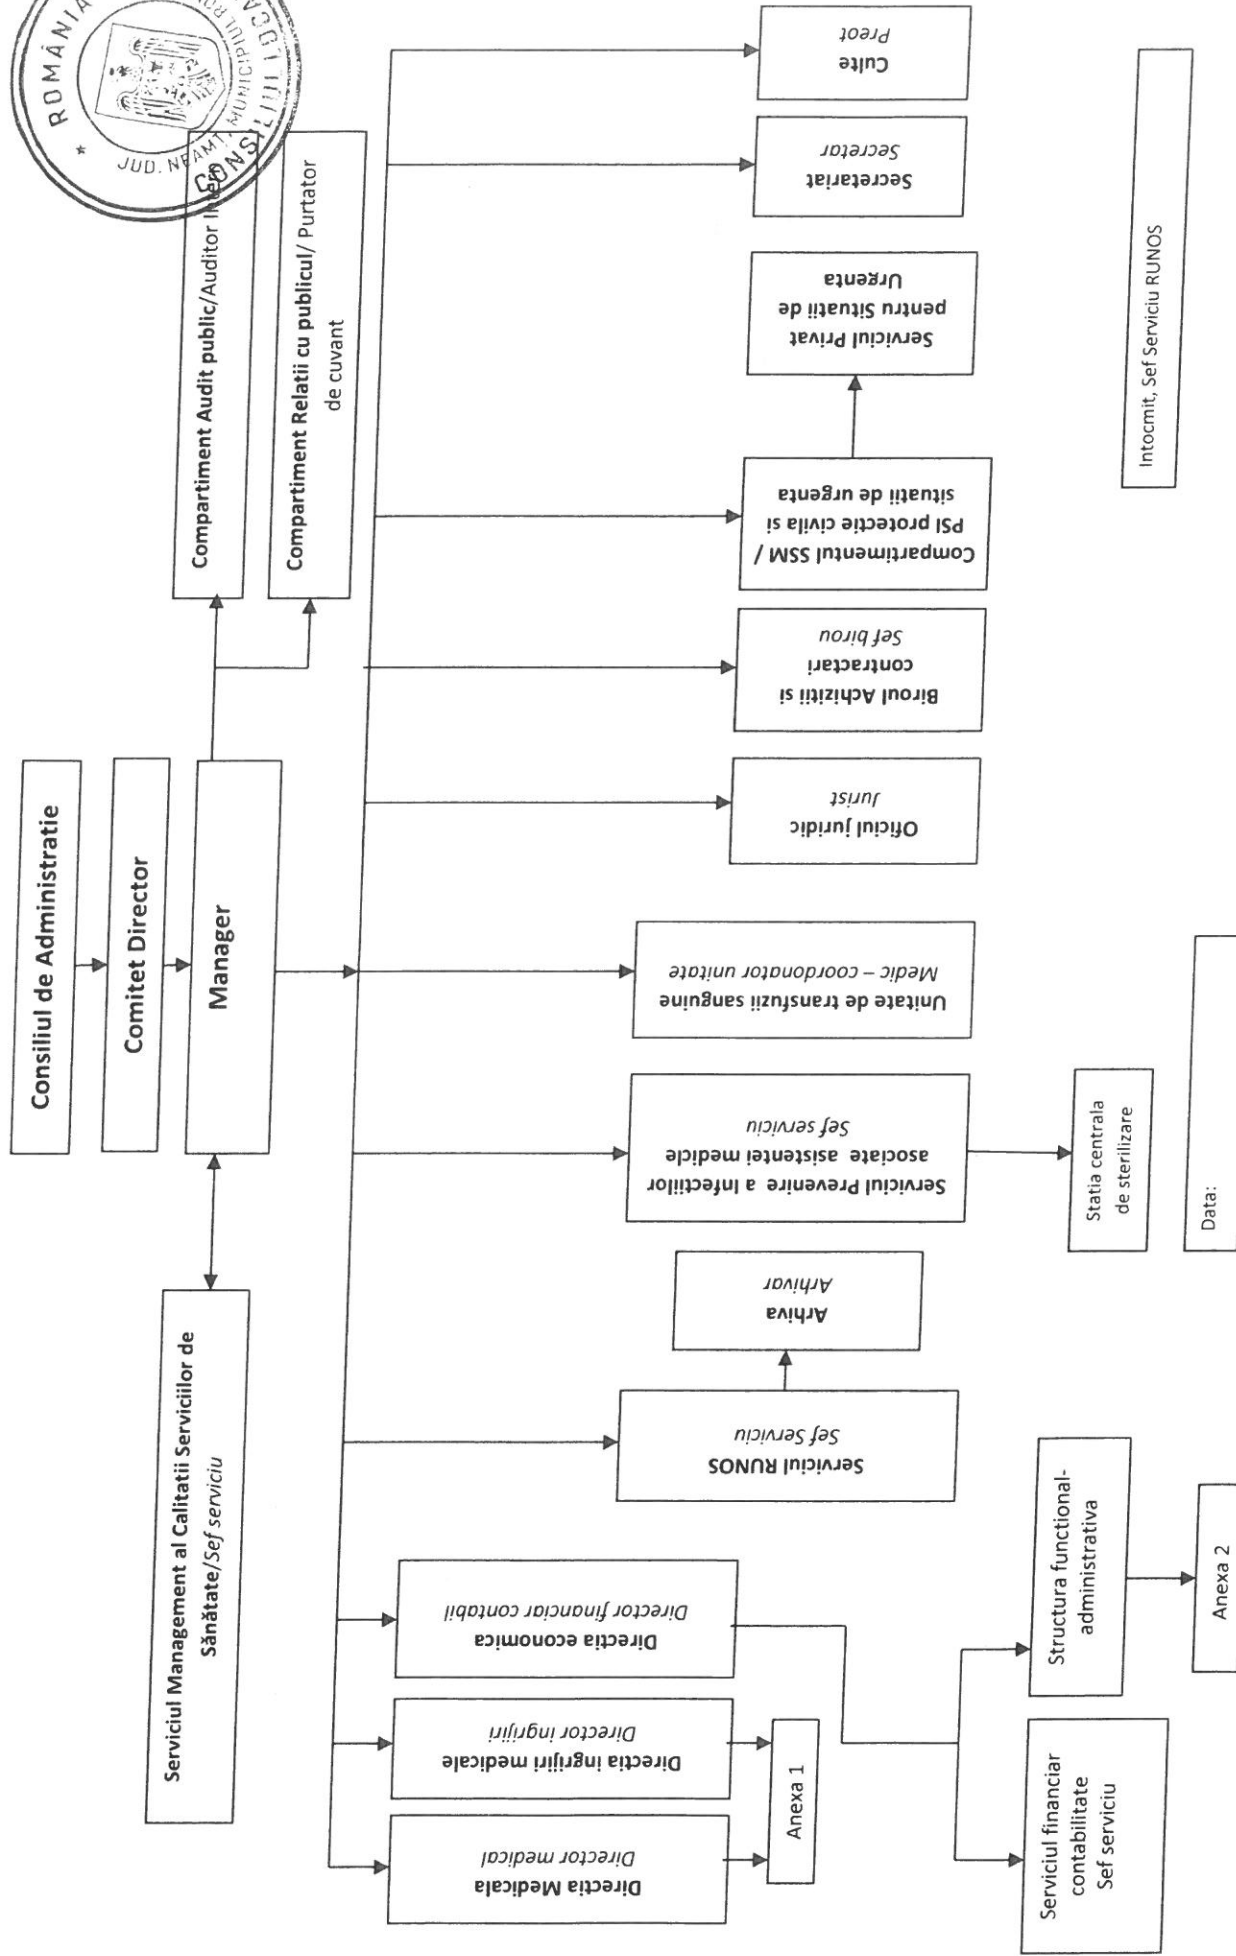 Consiliul de Administratie
Comitet Director
Manager
Serviciul Management al Calitatii Serviciilor de
Sănătate/Sef serviciu
Compartiment Audit public/Auditor
Compartiment Relatii cu publicul/ Purtator
de cuvant
ROMÂNIA
JUD. NEAMT, MUNICIPIUL
Directia Medicala
Director medical
Directia ingrijiri medicale
Director ingrijiri
Anexa 1
Directia economica
Director financiar contabil
Serviciul financiar
contabilitate
Sef serviciu
Structura functional-
administrativa
Anexa 2
Serviciul RUNOS
Sef Serviciu
Arhiva
Arhivar
Serviciul Prevenire a Infectiilor
asociate asistentei medicle
Sef serviciu
Statia centrala
de sterilizare
Unitate de transfuzii sanguine
Medic – coordonator unitate
Oficiul juridic
Jurist
Biroul Achizitii si
contractari
Sef birou
Compartimentul SSM /
PSI protectie civila si
situatii de urgenta
Serviciul Privat
pentru Situatii de
Urgenta
Secretariat
Secretar
Culte
Preot
Data:
Intocmit, Sef Serviciu RUNOS